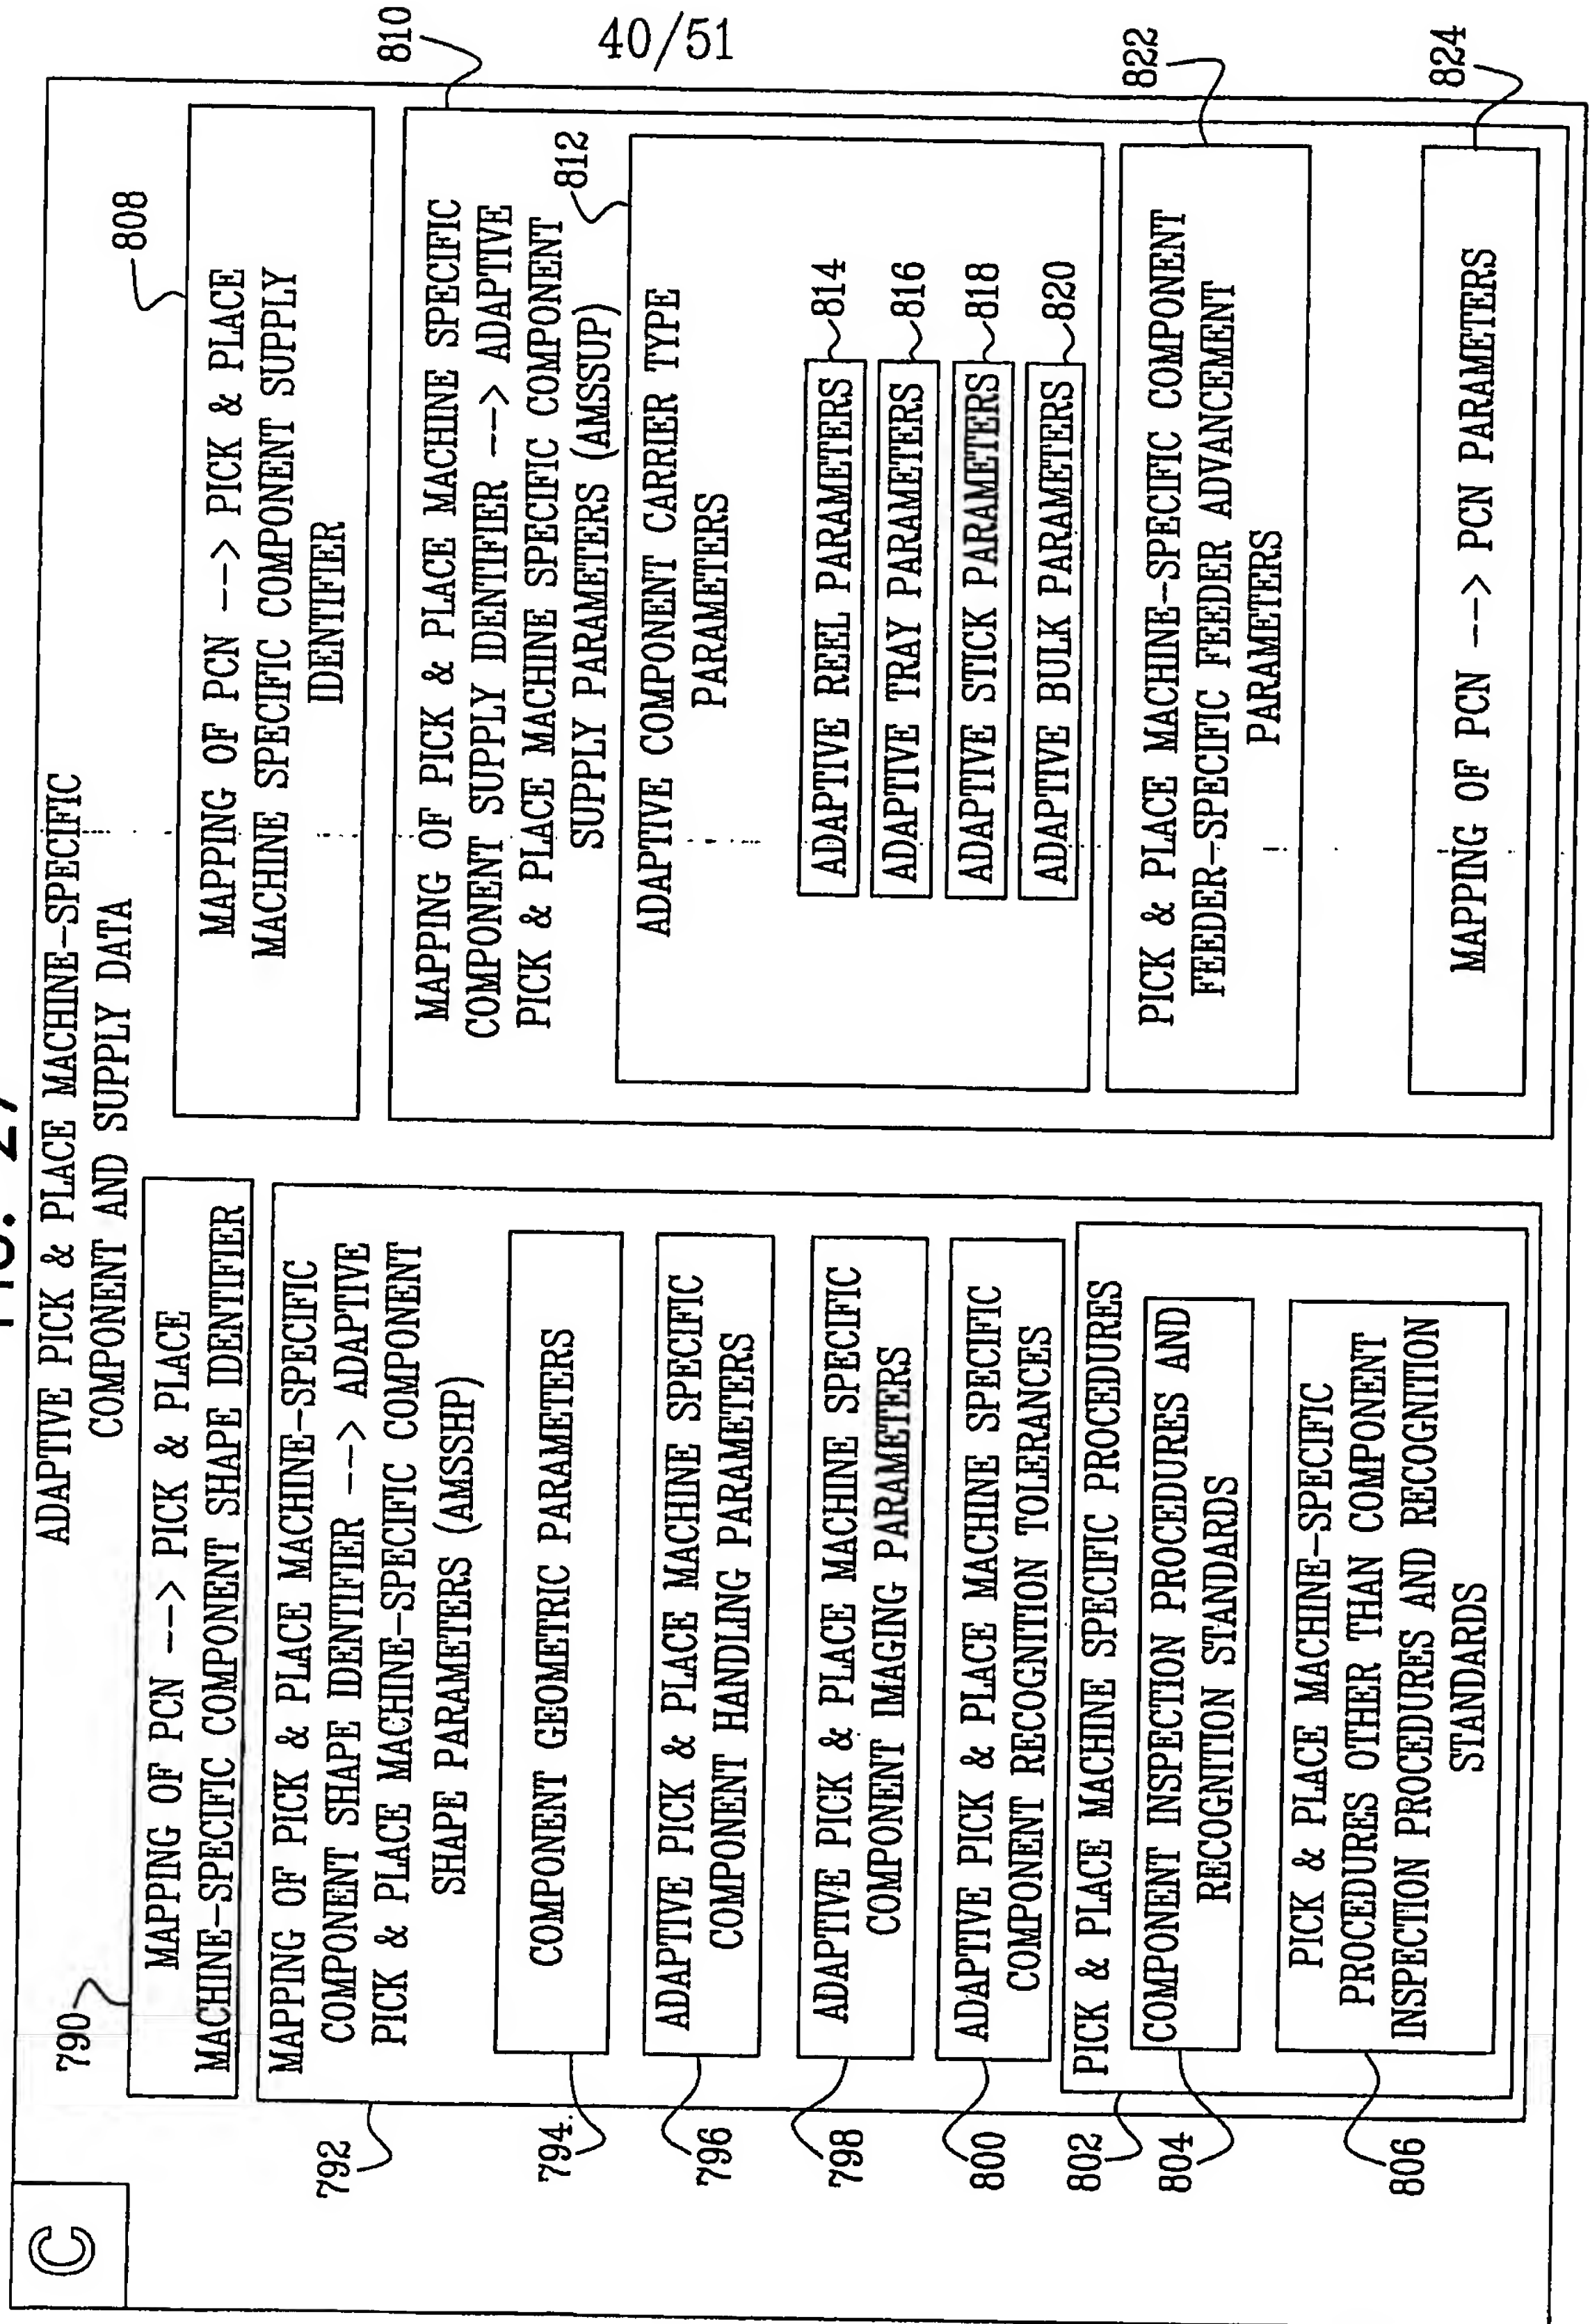 40/51
FIG. 27
C
ADAPTIVE PICK & PLACE MACHINE-SPECIFIC
COMPONENT AND SUPPLY DATA
790
MAPPING OF PCN --> PICK & PLACE
MACHINE-SPECIFIC COMPONENT SHAPE IDENTIFIER
792
MAPPING OF PICK & PLACE MACHINE-SPECIFIC
COMPONENT SHAPE IDENTIFIER --> ADAPTIVE
PICK & PLACE MACHINE-SPECIFIC COMPONENT
SHAPE PARAMETERS (AMSSHP)
794.
COMPONENT GEOMETRIC PARAMETERS
796
ADAPTIVE PICK & PLACE MACHINE SPECIFIC
COMPONENT HANDLING PARAMETERS
798
ADAPTIVE PICK & PLACE MACHINE SPECIFIC
COMPONENT IMAGING PARAMETERS
800
ADAPTIVE PICK & PLACE MACHINE SPECIFIC
COMPONENT RECOGNITION TOLERANCES
802
PICK & PLACE MACHINE SPECIFIC PROCEDURES
804
COMPONENT INSPECTION PROCEDURES AND
RECOGNITION STANDARDS
806
PICK & PLACE MACHINE-SPECIFIC
PROCEDURES OTHER THAN COMPONENT
INSPECTION PROCEDURES AND RECOGNITION
STANDARDS
808
MAPPING OF PCN --> PICK & PLACE
MACHINE SPECIFIC COMPONENT SUPPLY
IDENTIFIER
810
MAPPING OF PICK & PLACE MACHINE SPECIFIC
COMPONENT SUPPLY IDENTIFIER --> ADAPTIVE
PICK & PLACE MACHINE SPECIFIC COMPONENT
SUPPLY PARAMETERS (AMSSUP)
812
ADAPTIVE COMPONENT CARRIER TYPE
PARAMETERS
ADAPTIVE REEL PARAMETERS 814
ADAPTIVE TRAY PARAMETERS 816
ADAPTIVE STICK PARAMETERS 818
ADAPTIVE BULK PARAMETERS 820
822
PICK & PLACE MACHINE-SPECIFIC COMPONENT
FEEDER-SPECIFIC FEEDER ADVANCEMENT
PARAMETERS
824
MAPPING OF PCN --> PCN PARAMETERS